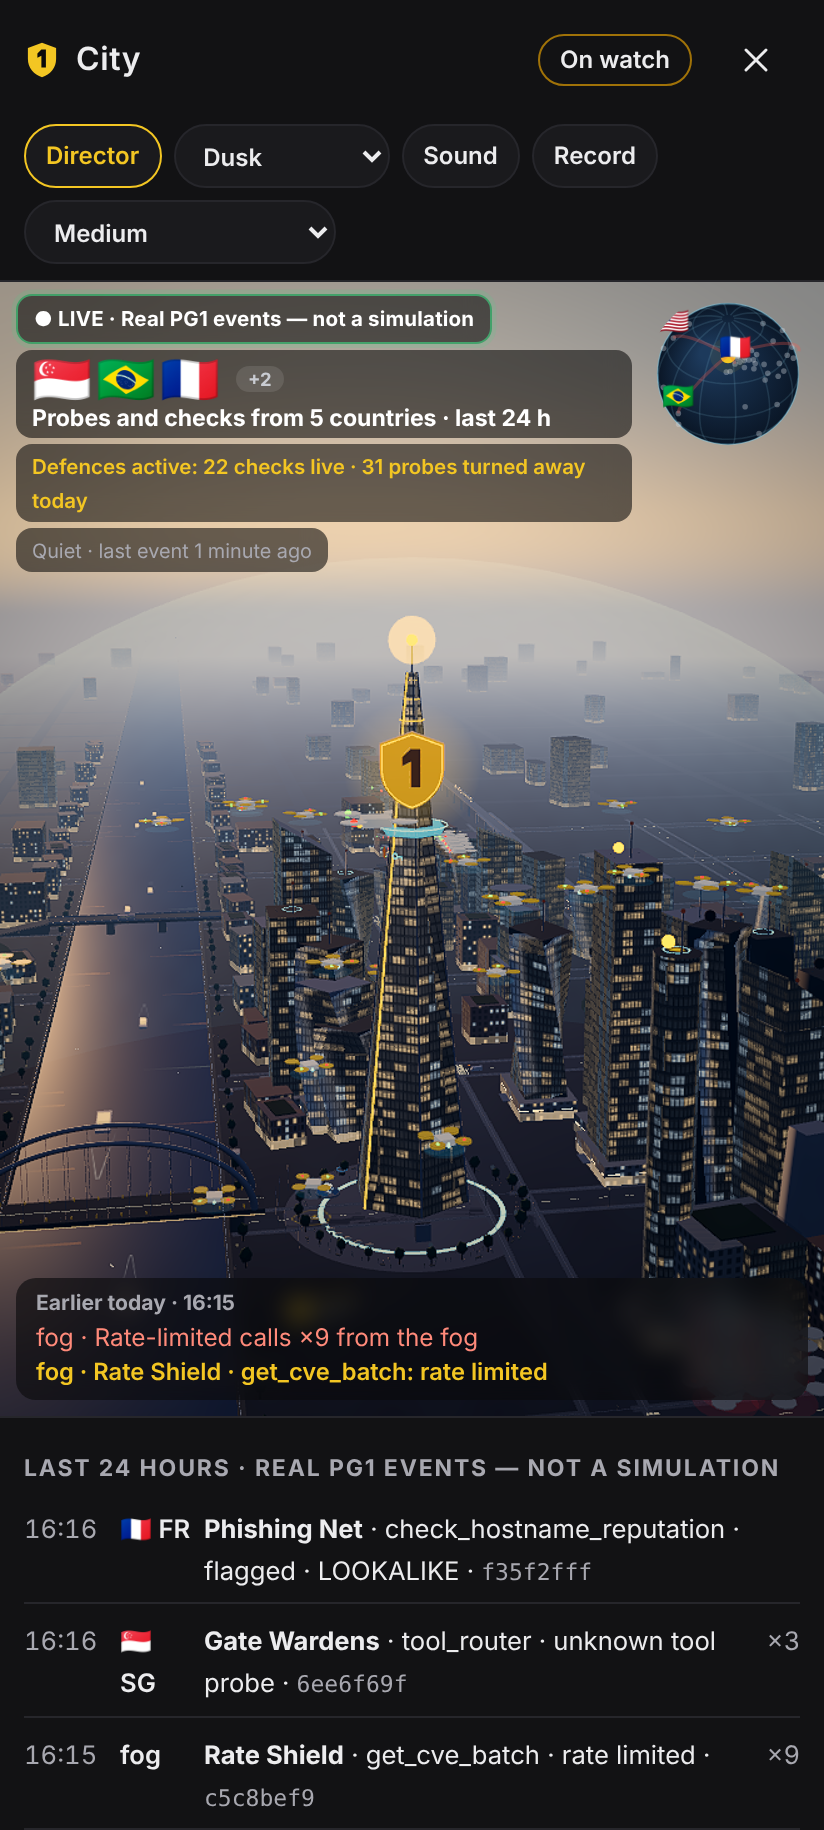 1 City
On watch
Director
Dusk
Sound
Record
Medium
LIVE · Real PG1 events — not a simulation
+2
Probes and checks from 5 countries · last 24 h
Defences active: 22 checks live · 31 probes turned away
today
Quiet · last event 1 minute ago
1
Earlier today · 16:15
fog · Rate-limited calls ×9 from the fog
fog · Rate Shield · get_cve_batch: rate limited
LAST 24 HOURS · REAL PG1 EVENTS — NOT A SIMULATION
16:16 FR Phishing Net · check_hostname_reputation ·
flagged · LOOKALIKE · f35f2fff
16:16 Gate Wardens · tool_router · unknown tool ×3
SG probe · 6ee6f69f
16:15 fog Rate Shield · get_cve_batch · rate limited · ×9
c5c8bef9